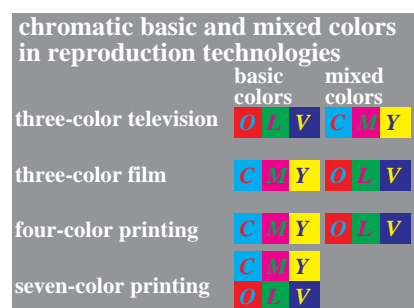 chromatic basic and mixed colors
in reproduction technologies
basic mixed
colors colors
three-color television O L V C M Y
three-color film C M Y O L V
four-color printing C M Y O L V
C M Y
seven-color printing O L V